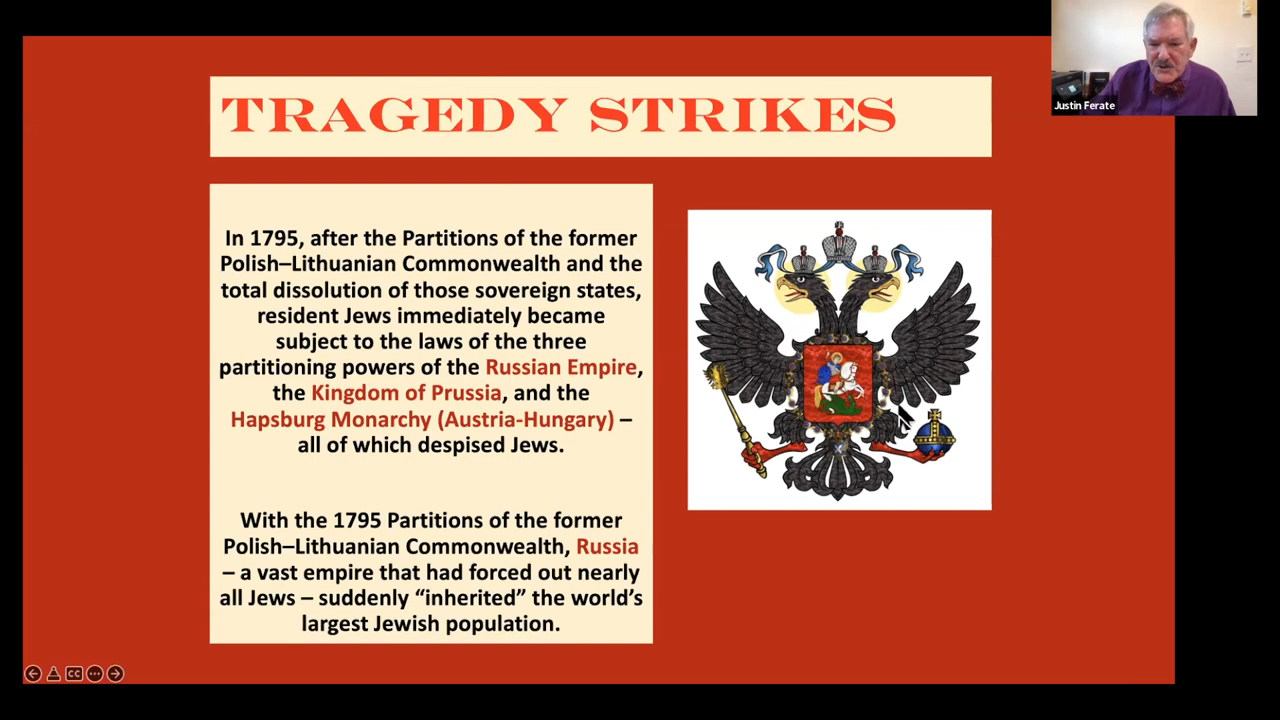 Justin Ferate
TRAGEDY STRIKES
In 1795, after the Partitions of the former
Polish–Lithuanian Commonwealth and the
total dissolution of those sovereign states,
resident Jews immediately became
subject to the laws of the three
partitioning powers of the Russian Empire,
the Kingdom of Prussia, and the
Hapsburg Monarchy (Austria-Hungary) –
all of which despised Jews.
With the 1795 Partitions of the former
Polish–Lithuanian Commonwealth, Russia
– a vast empire that had forced out nearly
all Jews – suddenly “inherited” the world’s
largest Jewish population.
CC